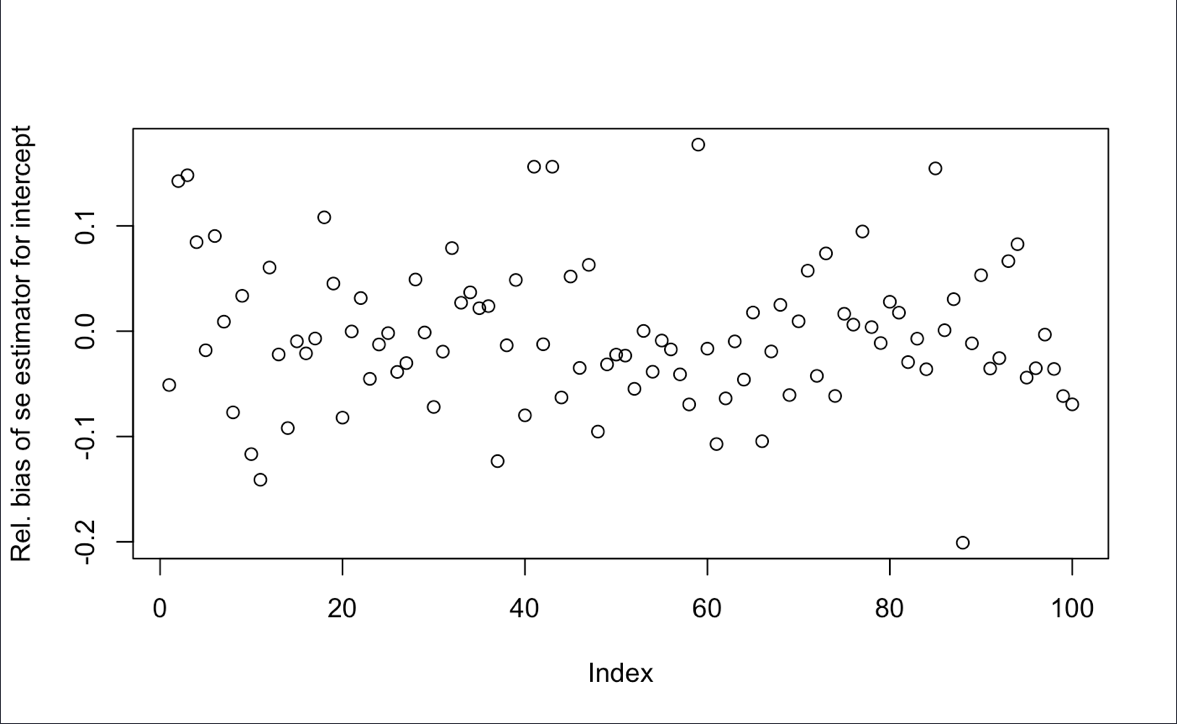 Rel. bias of se estimator for intercept
0.1
0.0
-0.1
-0.2
0 20 40 60 80 100
Index